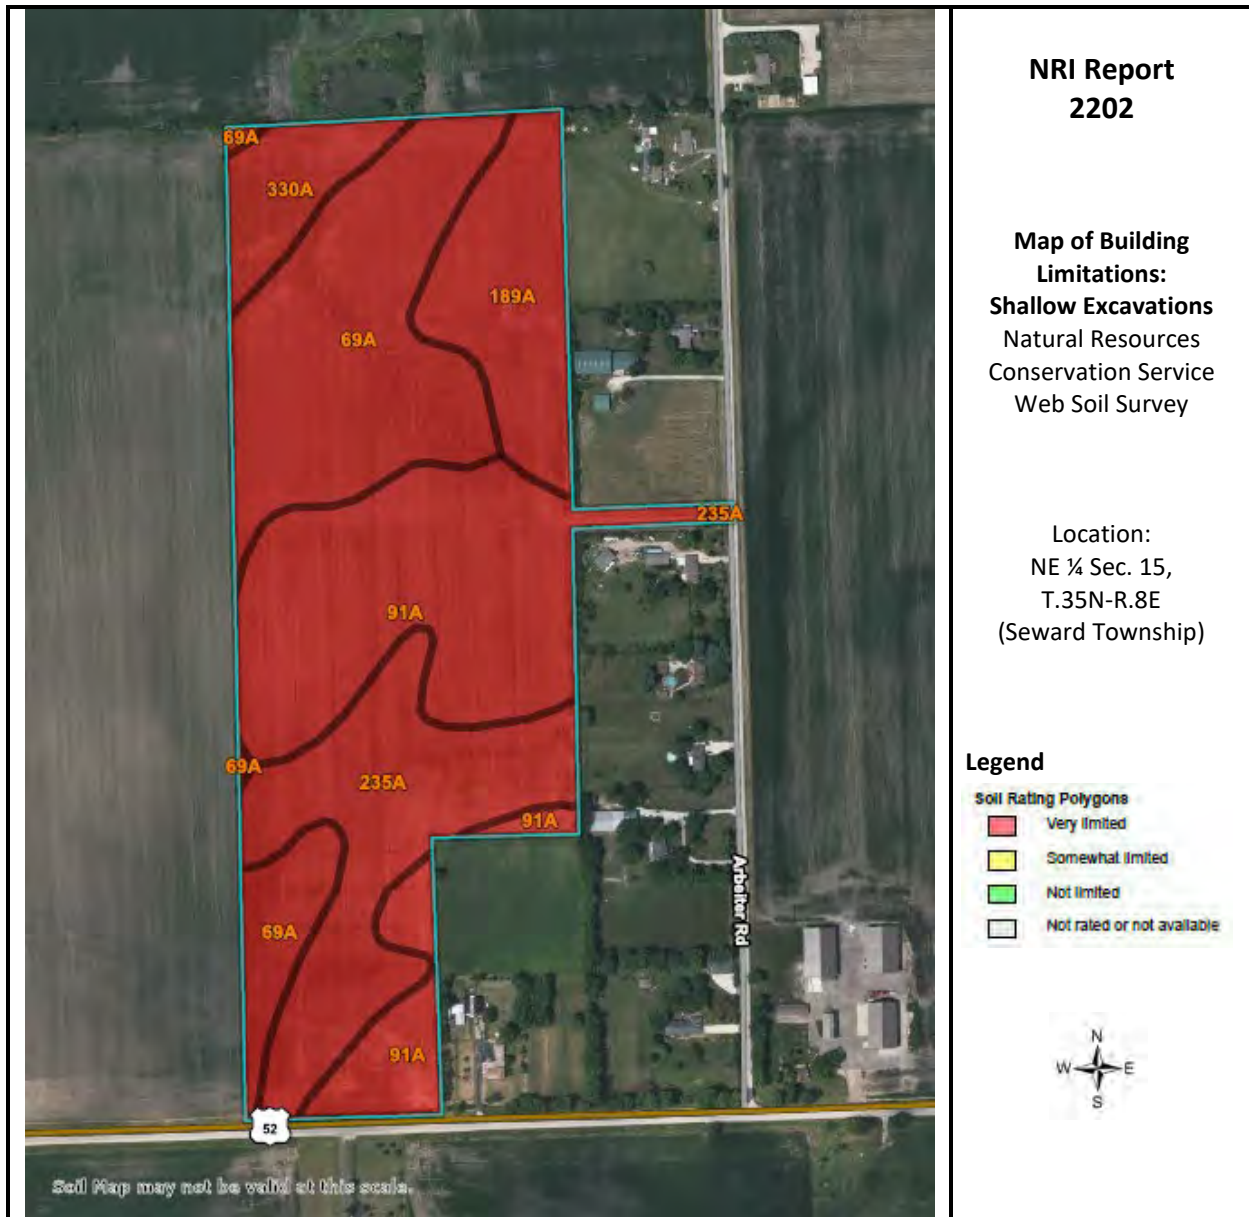 69A
330A
189A
69A
235A
91A
69A
235A
91A
69A
91A
Arbeiter Rd
52
Soil Map may not be valid at this scale.
NRI Report
2202
Map of Building
Limitations:
Shallow Excavations
Natural Resources
Conservation Service
Web Soil Survey
Location:
NE ¼ Sec. 15,
T.35N-R.8E
(Seward Township)
Legend
Soil Rating Polygons
Very limited
Somewhat limited
Not limited
Not rated or not available
N
W E
S